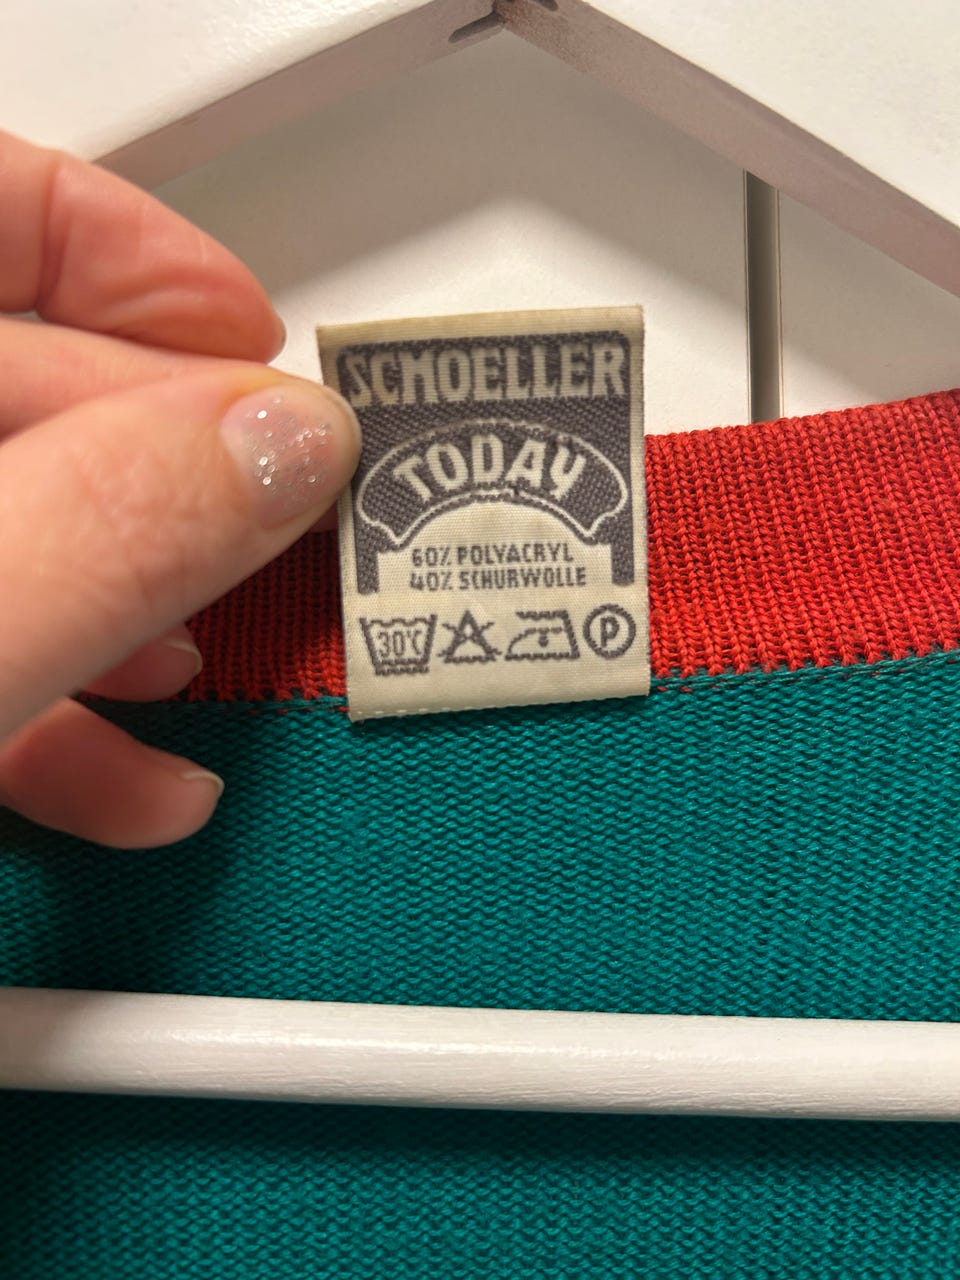 SCHOELLER
TODAY
60% POLYACRYL
40% SCHURWOLLE
30°C P